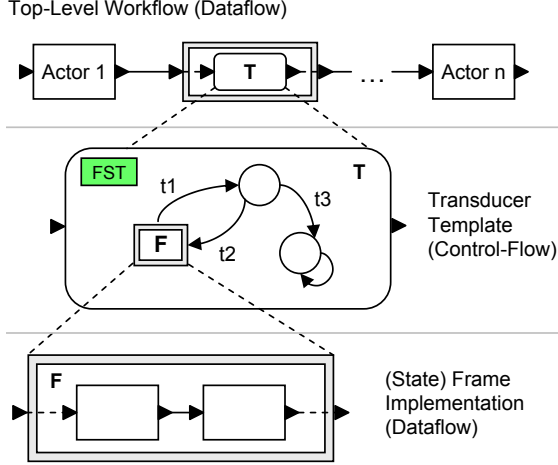 Top-Level Workflow (Dataflow)
Actor 1
T
...
Actor n
FST
T
t1
t3
F
t2
Transducer
Template
(Control-Flow)
F
(State) Frame
Implementation
(Dataflow)